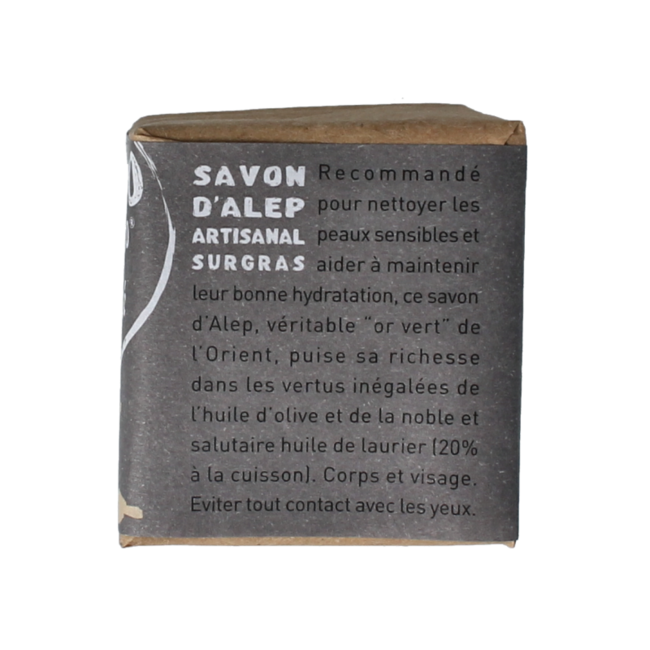 SAVON Recommandé
D'ALEP pour nettoyer les
ARTISANAL peaux sensibles et
SURGRAS aider à maintenir
leur bonne hydratation, ce savon
d'Alep, véritable "or vert" de
l'Orient, puise sa richesse
dans les vertus inégalées de
l'huile d'olive et de la noble et
salutaire huile de laurier (20%
à la cuisson). Corps et visage.
Eviter tout contact avec les yeux.